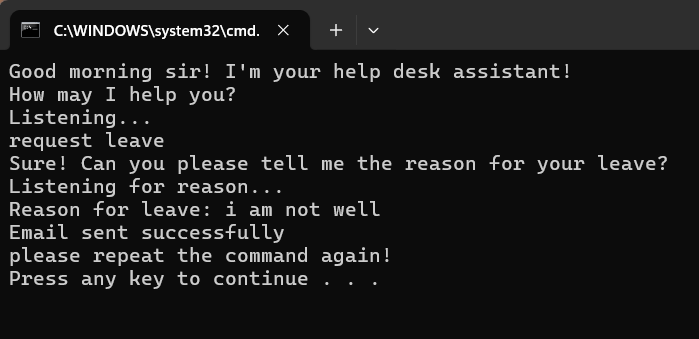 C:\WINDOWS\system32\cmd.
Good morning sir! I'm your help desk assistant!
How may I help you?
Listening...
request leave
Sure! Can you please tell me the reason for your leave?
Listening for reason...
Reason for leave: i am not well
Email sent successfully
please repeat the command again!
Press any key to continue . . .